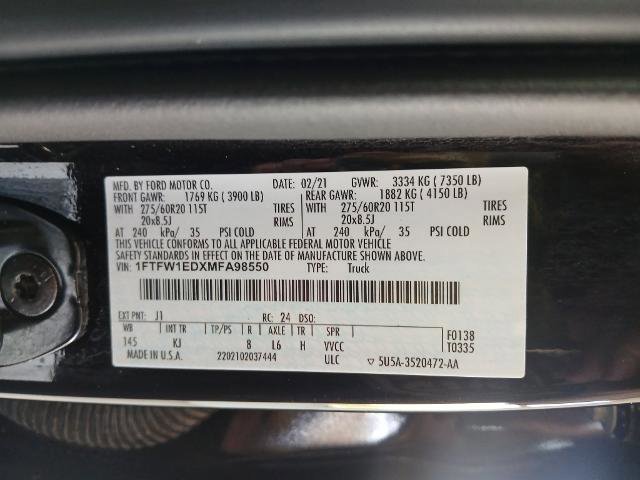 MFD. BY FORD MOTOR CO. DATE: 02/21 GVWR: 3334 KG ( 7350 LB)
FRONT GAWR: 1769 KG ( 3900 LB) REAR GAWR: 1882 KG ( 4150 LB)
WITH 275/60R20 115T TIRES WITH 275/60R20 115T TIRES
20x8.5J RIMS 20x8.5J RIMS
AT 240 kPa/ 35 PSI COLD AT 240 kPa/ 35 PSI COLD
THIS VEHICLE CONFORMS TO ALL APPLICABLE FEDERAL MOTOR VEHICLE
SAFETY STANDARDS IN EFFECT ON THE DATE OF MANUFACTURE SHOWN ABOVE.
VIN: 1FTFW1EDXMFA98550 TYPE: Truck
EXT PNT: J1 RC: 24 DSO:
WB INT TR TP/PS R AXLE TR SPR F0138
145 KJ 8 L6 H VVCC T0335
MADE IN U.S.A. 2202102037444 ULC ▽ 5U5A-3520472-AA